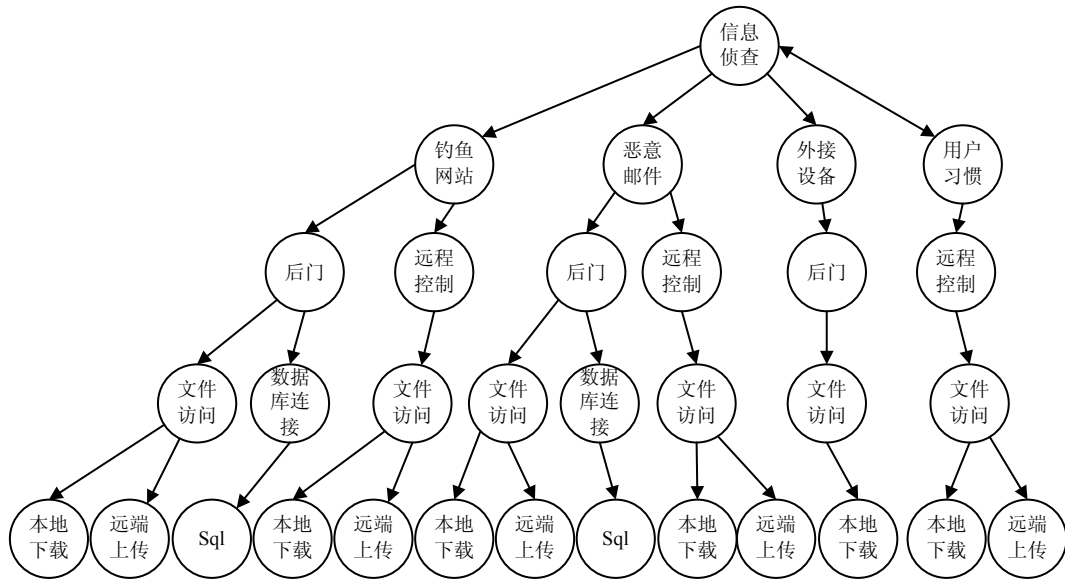 信息
侦查
钓鱼
网站
恶意
邮件
外接
设备
用户
习惯
后门
远程
控制
后门
远程
控制
后门
远程
控制
文件
访问
数据
库连
接
文件
访问
文件
访问
数据
库连
接
文件
访问
文件
访问
文件
访问
本地
下载
远端
上传
Sql
本地
下载
远端
上传
本地
下载
远端
上传
Sql
本地
下载
远端
上传
本地
下载
本地
下载
远端
上传